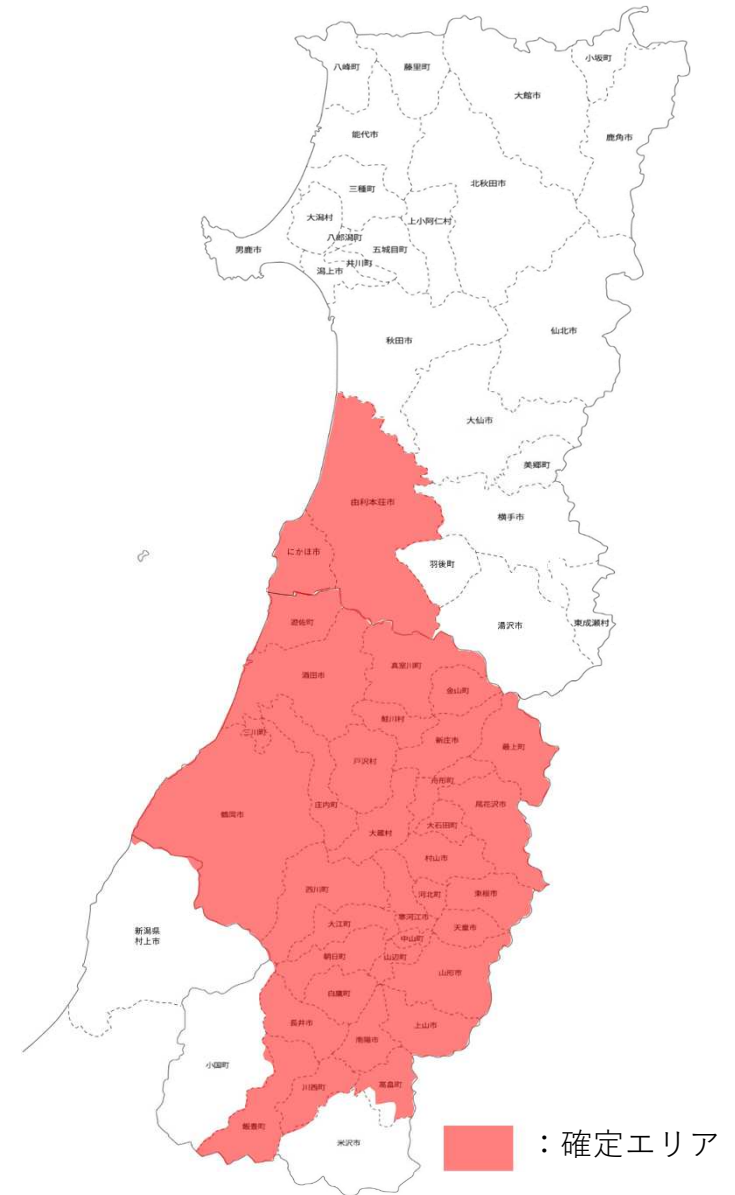 小坂町
八峰町
藤里町
大館市
能代市
鹿角市
三種町
北秋田市
大潟村
上小阿仁村
八郎潟町
男鹿市
五城目町
井川町
潟上市
仙北市
秋田市
大仙市
美郷町
由利本荘市
横手市
にかほ市
羽後町
遊佐町
湯沢市
東成瀬村
真室川町
酒田市
金山町
鮭川村
三川町
新庄市
最上町
戸沢村
舟形町
庄内町
尾花沢市
鶴岡市
大石田町
大蔵村
村山市
西川町
河北町
東根市
寒河江市
大江町
天童市
新潟県
村上市
中山町
朝日町
山辺町
山形市
白鷹町
長井市
上山市
南陽市
小国町
川西町
高畠町
飯豊町
米沢市
：確定エリア